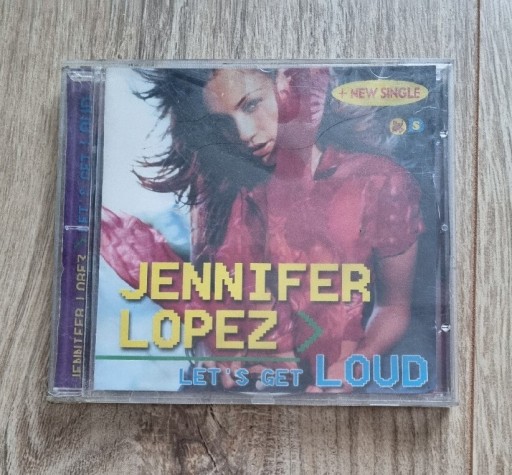 + NEW SINGLE
S
JENNIFER
LOPEZ >
LET'S GET LOUD
JENNIFER LOPEZ > LET'S GET LOUD